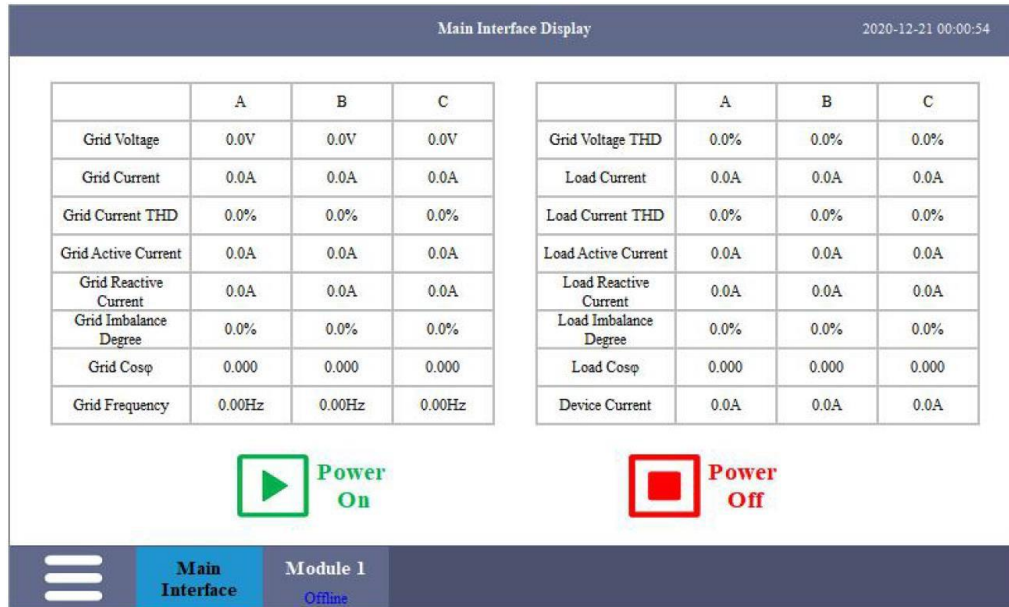 Main Interface Display 2020-12-21 00:00:54
A B C
Grid Voltage 0.0V 0.0V 0.0V
Grid Current 0.0A 0.0A 0.0A
Grid Current THD 0.0% 0.0% 0.0%
Grid Active Current 0.0A 0.0A 0.0A
Grid Reactive
Current 0.0A 0.0A 0.0A
Grid Imbalance
Degree 0.0% 0.0% 0.0%
Grid Cosφ 0.000 0.000 0.000
Grid Frequency 0.00Hz 0.00Hz 0.00Hz
A B C
Grid Voltage THD 0.0% 0.0% 0.0%
Load Current 0.0A 0.0A 0.0A
Load Current THD 0.0% 0.0% 0.0%
Load Active Current 0.0A 0.0A 0.0A
Load Reactive
Current 0.0A 0.0A 0.0A
Load Imbalance
Degree 0.0% 0.0% 0.0%
Load Cosφ 0.000 0.000 0.000
Device Current 0.0A 0.0A 0.0A
Power
On
Power
Off
Main
Interface
Module 1
Offline